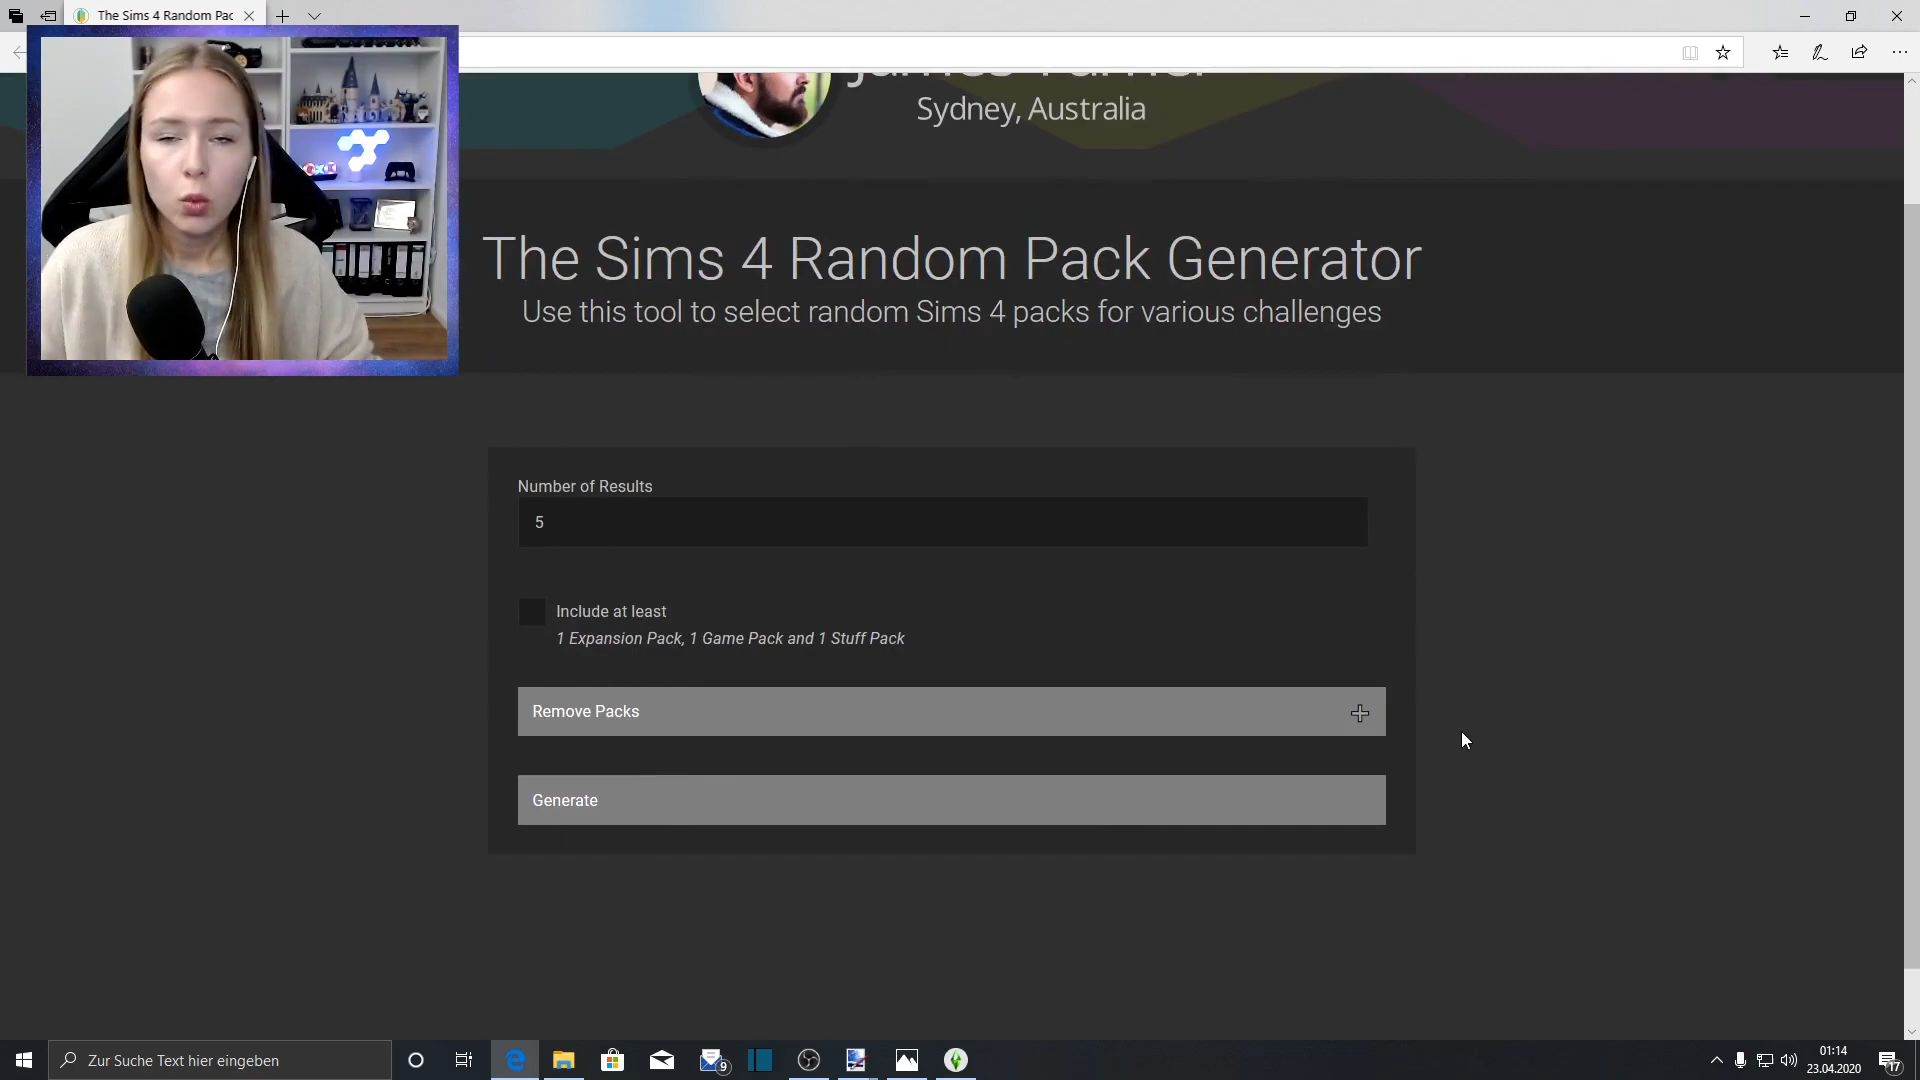 The Sims 4 Random Pac
Sydney, Australia
The Sims 4 Random Pack Generator
Use this tool to select random Sims 4 packs for various challenges
Number of Results
5
Include at least
1 Expansion Pack, 1 Game Pack and 1 Stuff Pack
Remove Packs
Generate
Zur Suche Text hier eingeben
9
01:14
23.04.2020
17